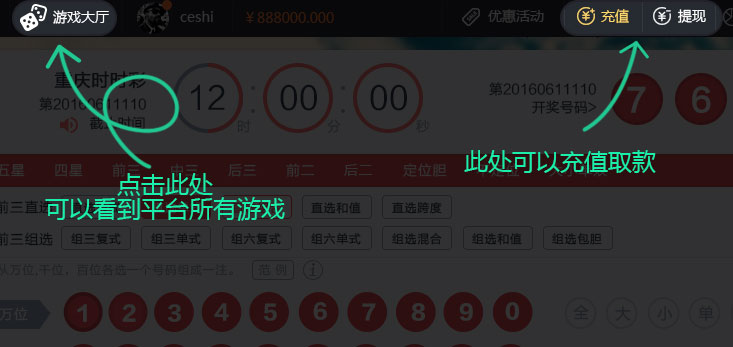 游戏大厅
ceshi
¥ 888000.000
优惠活动
充值
提现
重庆时时彩
第20160611110
截止时间
12 时
00 分
00 秒
第20160611110
开奖号码>
7 6
此处可以充值取款
五星 四星 前三 中三 后三 前二 后二 定位胆
点击此处
可以看到平台所有游戏
前三直选
直选和值
直选跨度
前三组选
组三复式
组三单式
组六复式
组六单式
组选混合
组选和值
组选包胆
从万位,千位，百位各选一个号码组成一注。
范 例
万位
1 2 3 4 5 6 7 8 9 0
全 大 小 单